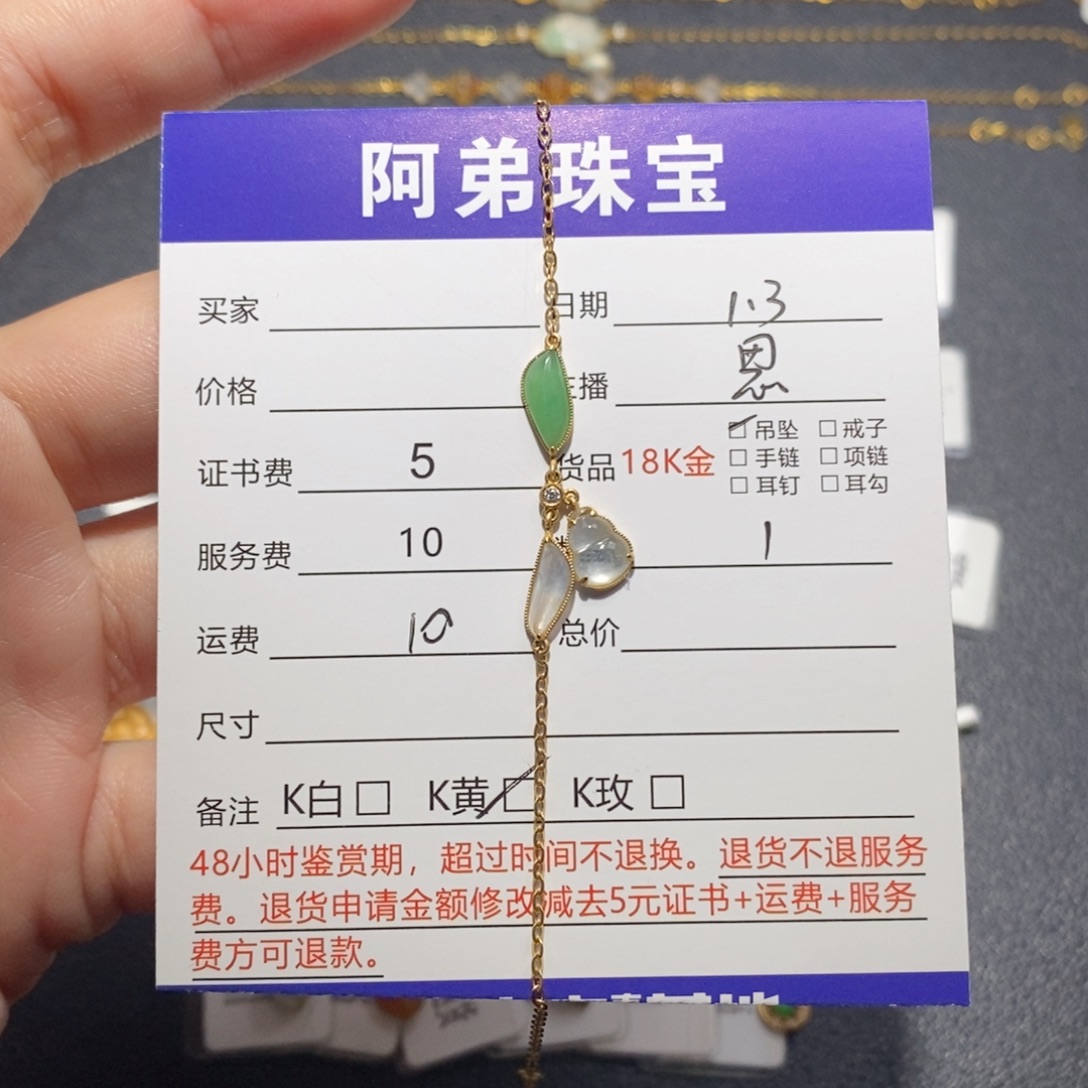 阿弟珠宝
买家 日期 1.3
价格 主播 恩
证书费 5 货品 18K金 吊坠 戒子
手链 项链
耳钉 耳勾
服务费 10 1
运费 10 总价
尺寸
备注 K白 K黄 K玫
48小时鉴赏期，超过时间不退换。退货不退服务
费。退货申请金额修改减去5元证书+运费+服务
费方可退款。